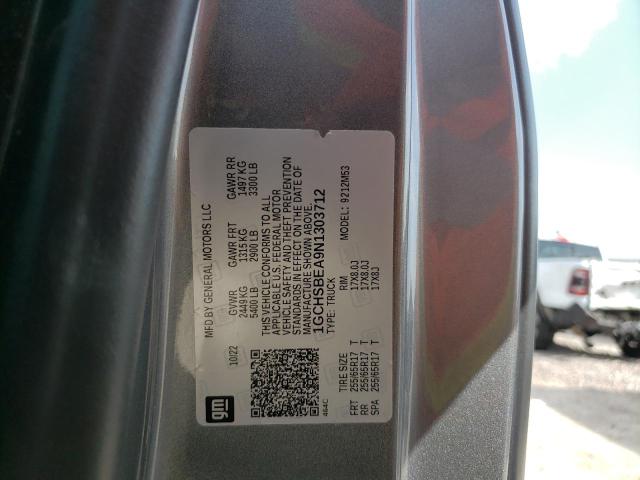 gm
10/22 MFD BY GENERAL MOTORS LLC
GVWR GAWR FRT GAWR RR
2449 KG 1315 KG 1497 KG
5400 LB 2900 LB 3300 LB
THIS VEHICLE CONFORMS TO ALL
APPLICABLE U.S. FEDERAL MOTOR
VEHICLE SAFETY AND THEFT PREVENTION
STANDARDS IN EFFECT ON THE DATE OF
MANUFACTURE SHOWN ABOVE.
1GCHSBEA9N1303712
TYPE: TRUCK MODEL: 9212M53
464C
TIRE SIZE RIM
FRT 255/65R17 T 17X8.0J
RR 255/65R17 T 17X8.0J
SPA 255/65R17 T 17X8J